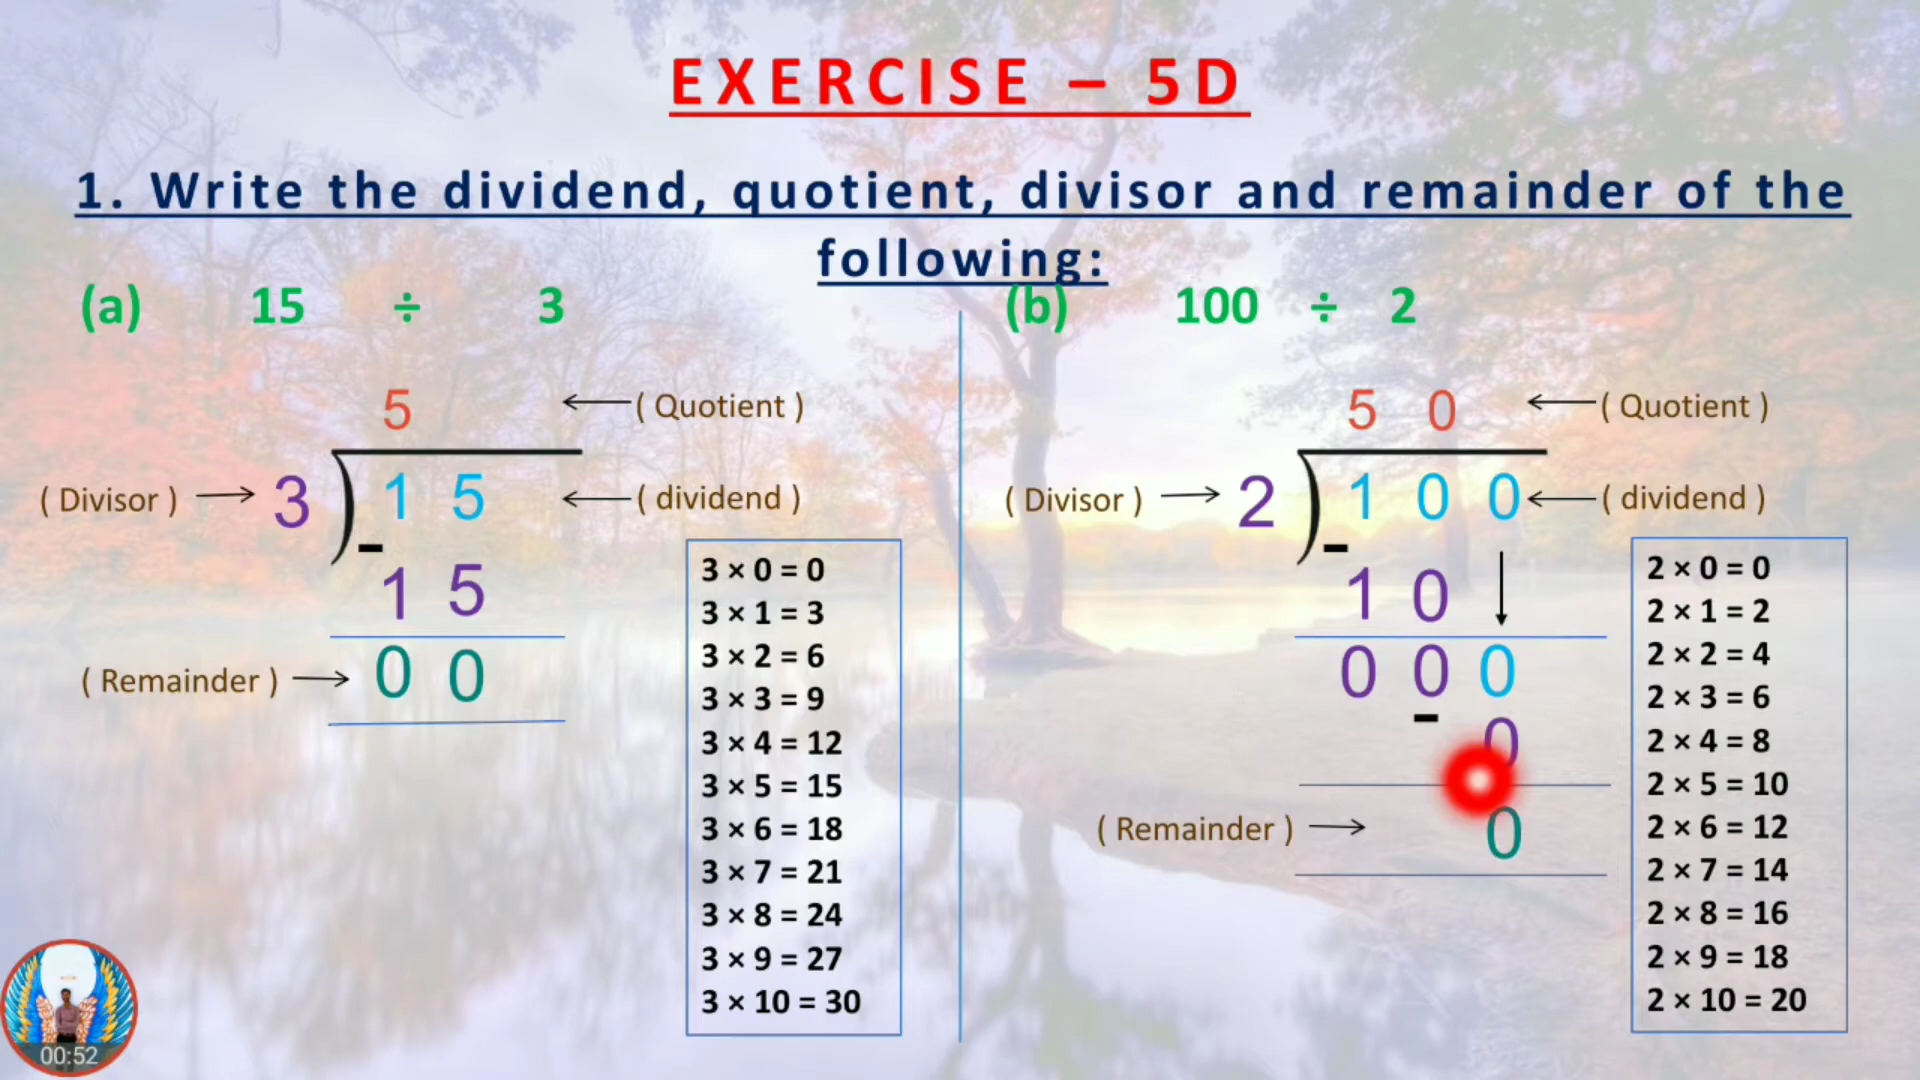 EXERCISE – 5D
1. Write the dividend, quotient, divisor and remainder of the
following:
(a) 15 ÷ 3
5 ←( Quotient )
( Divisor ) → 3 ) 1 5 ← ( dividend )
-
1 5
( Remainder ) → 0 0
3 × 0 = 0
3 × 1 = 3
3 × 2 = 6
3 × 3 = 9
3 × 4 = 12
3 × 5 = 15
3 × 6 = 18
3 × 7 = 21
3 × 8 = 24
3 × 9 = 27
3 × 10 = 30
(b) 100 ÷ 2
5 0 ←( Quotient )
( Divisor ) → 2 ) 1 0 0 ←( dividend )
-
1 0 ↓
0 0 0
- 0
( Remainder ) → 0
2 × 0 = 0
2 × 1 = 2
2 × 2 = 4
2 × 3 = 6
2 × 4 = 8
2 × 5 = 10
2 × 6 = 12
2 × 7 = 14
2 × 8 = 16
2 × 9 = 18
2 × 10 = 20
00:52